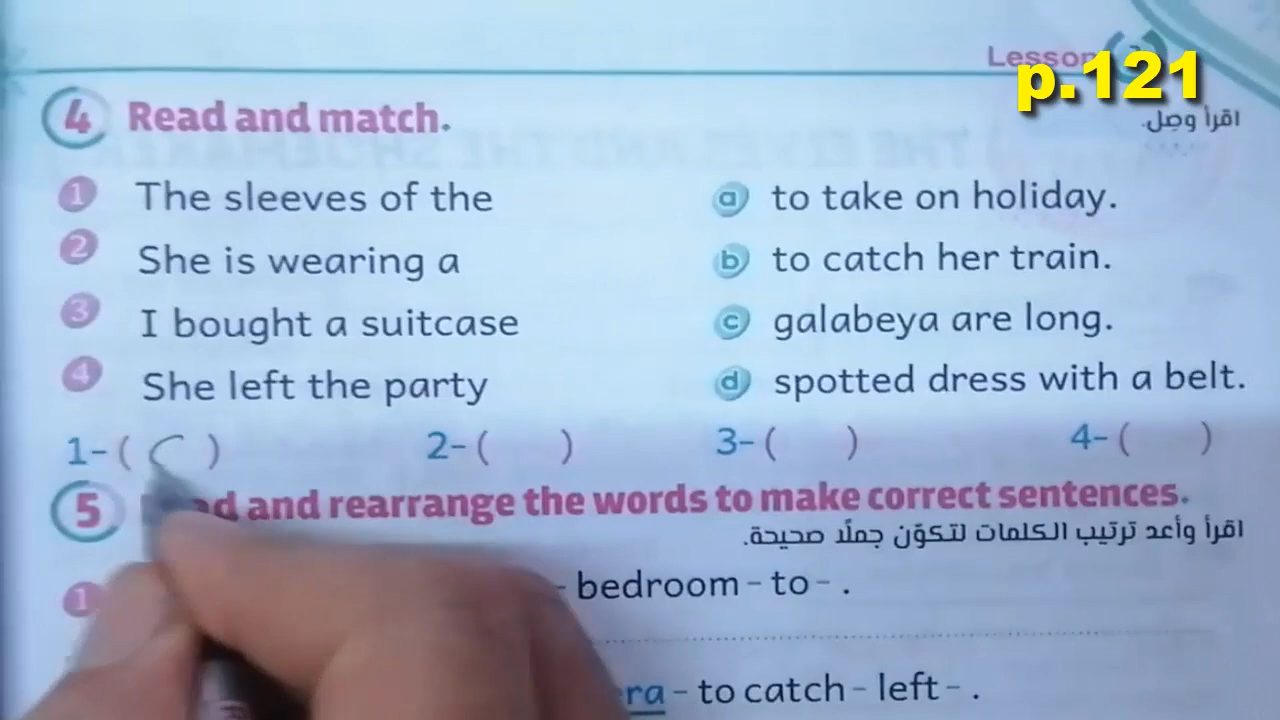 Lesson
p.121
4 Read and match.
اقرأ وصِل.
1 The sleeves of the
a to take on holiday.
2 She is wearing a
b to catch her train.
3 I bought a suitcase
c galabeya are long.
4 She left the party
d spotted dress with a belt.
1- ( c ) 2- ( ) 3- ( ) 4- ( )
5 and rearrange the words to make correct sentences.
اقرأ وأعد ترتيب الكلمات لتكوّن جملًا صحيحة.
1 - bedroom - to - .
- to catch - left - .